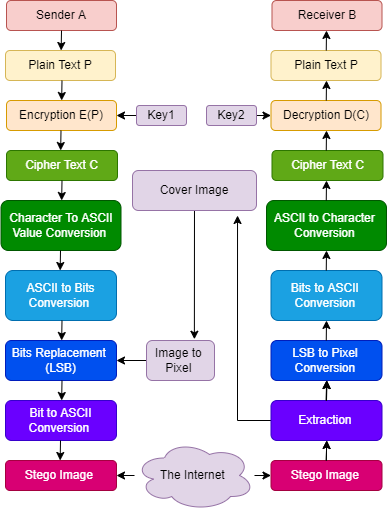 Sender A
Receiver B
Plain Text P
Plain Text P
Encryption E(P)
Key1
Key2
Decryption D(C)
Cipher Text C
Cipher Text C
Cover Image
Character To ASCII
Value Conversion
ASCII to Character
Conversion
ASCII to Bits
Conversion
Bits to ASCII
Conversion
Bits Replacement
(LSB)
Image to
Pixel
LSB to Pixel
Conversion
Bit to ASCII
Conversion
Extraction
Stego Image
The Internet
Stego Image